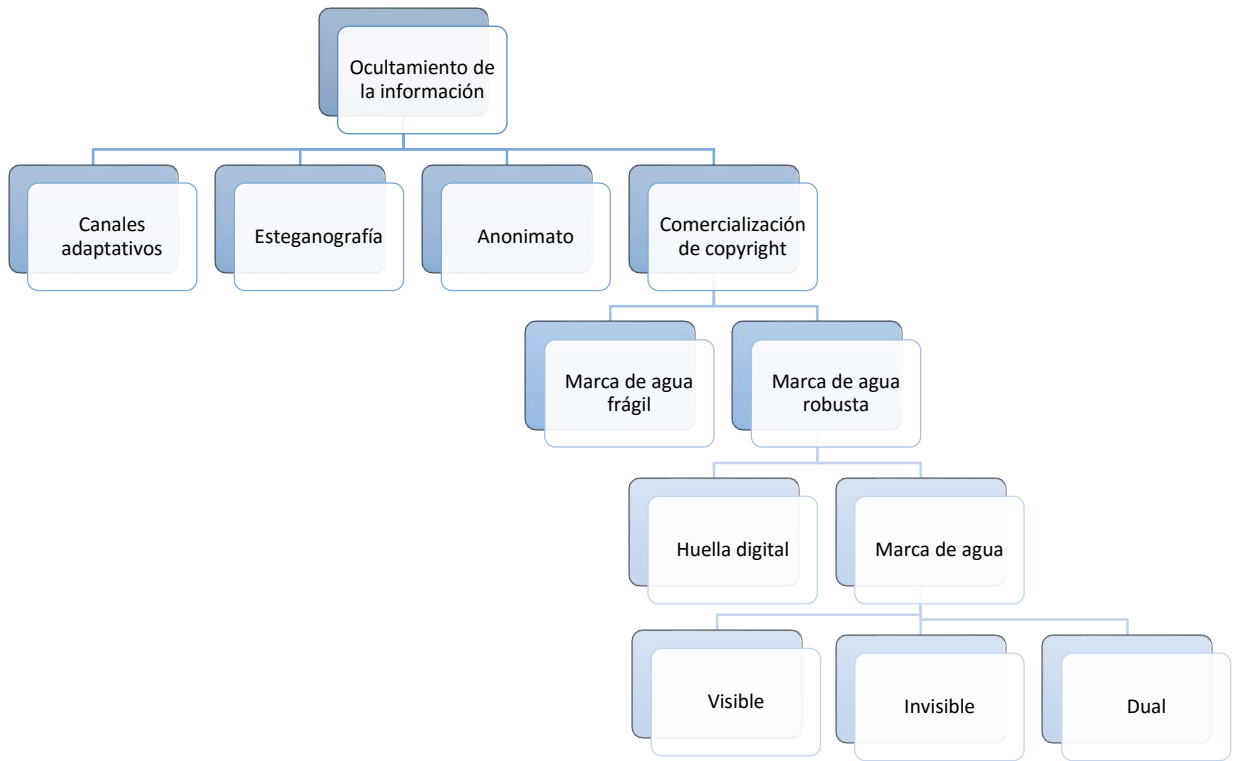 Ocultamiento de
la información
Canales
adaptativos
Esteganografía
Anonimato
Comercialización
de copyright
Marca de agua
frágil
Marca de agua
robusta
Huella digital
Marca de agua
Visible
Invisible
Dual